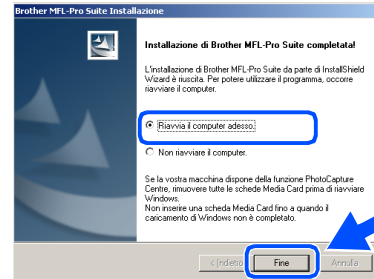 Brother MFL-Pro Suite Installazione
Installazione di Brother MFL-Pro Suite completata!
L'installazione di Brother MFL-Pro Suite da parte di InstallShield
Wizard è riuscita. Per potere utilizzare il programma, occorre
riavviare il computer.
Riavvia il computer adesso.
Non riavviare il computer.
Se la vostra macchina dispone della funzione PhotoCapture
Centre, rimuovere tutte le schede Media Card prima di riavviare
Windows.
Non inserire una scheda Media Card fino a quando il
caricamento di Windows non è completato.
< Indietro Fine Annulla